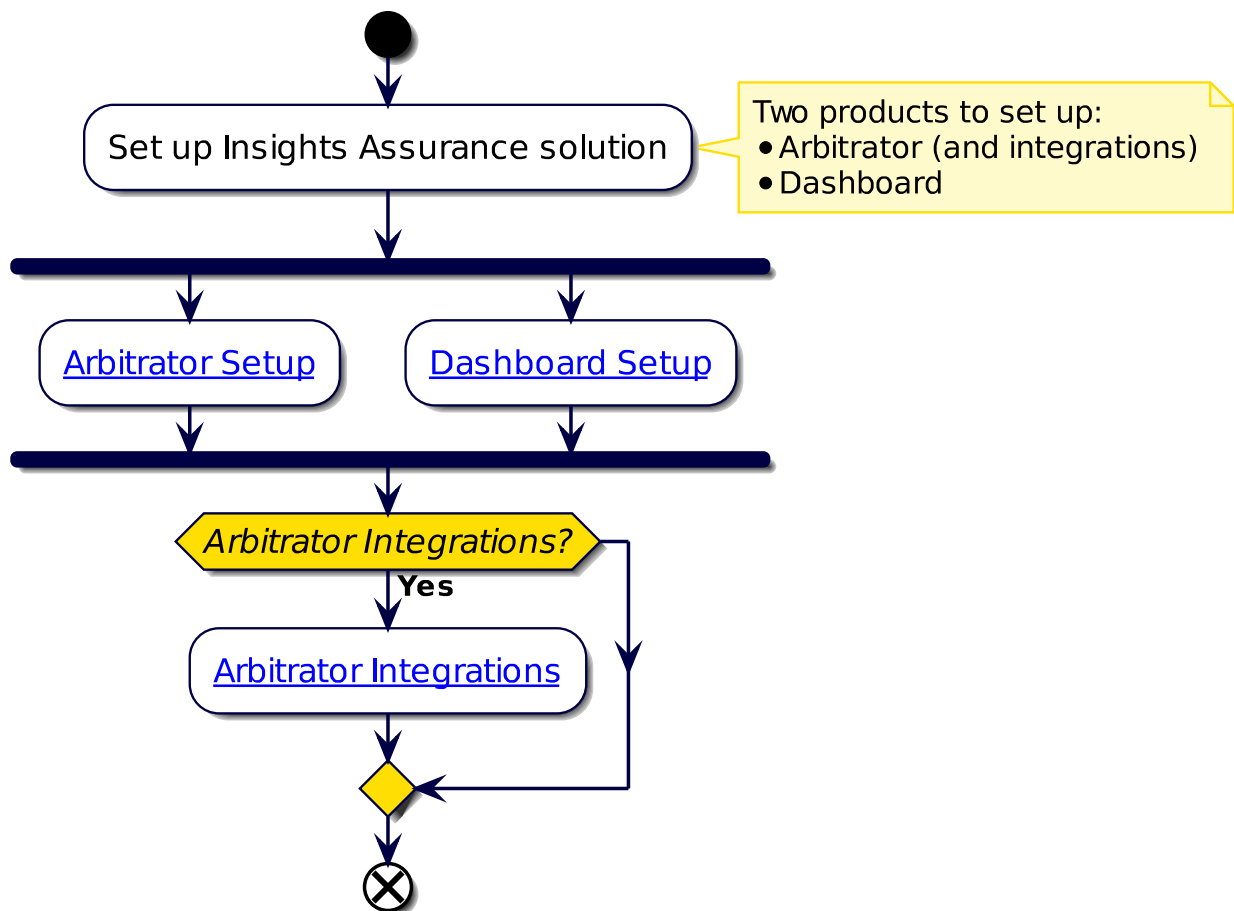 Set up Insights Assurance solution
Two products to set up:
• Arbitrator (and integrations)
• Dashboard
Arbitrator Setup
Dashboard Setup
Arbitrator Integrations?
Yes
Arbitrator Integrations